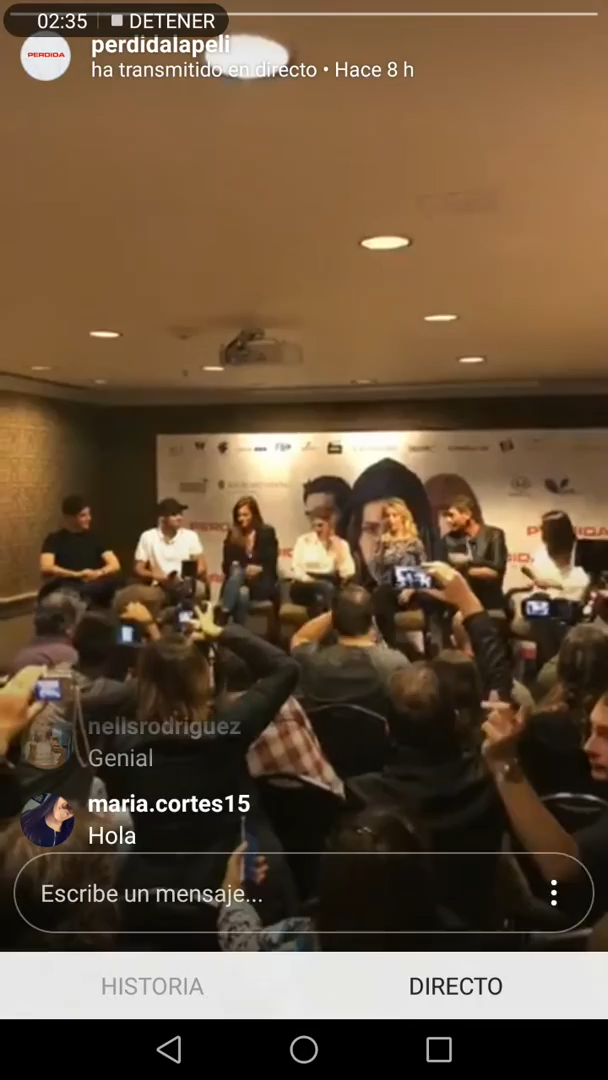 02:35
DETENER
perdidalapeli
ha transmitido en directo • Hace 8 h
PERDIDA
nellsrodriguez
Genial
maria.cortes15
Hola
Escribe un mensaje...
HISTORIA
DIRECTO